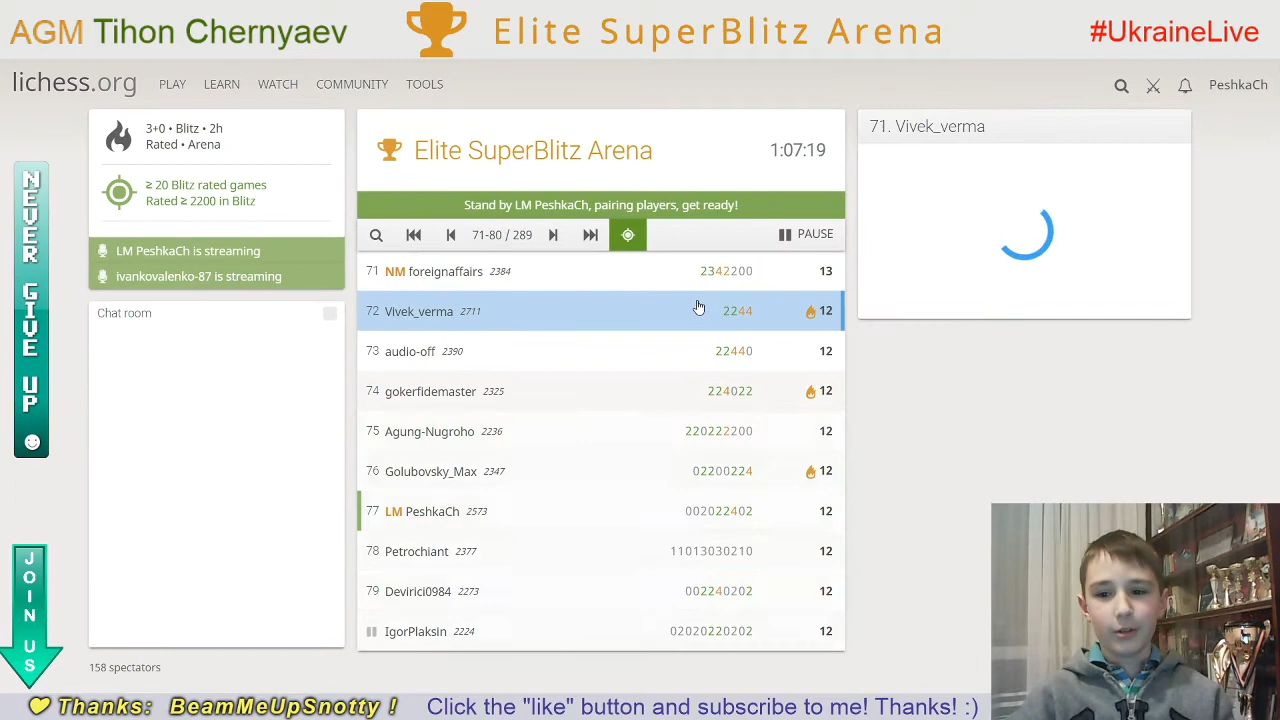 AGM Tihon Chernyaev
Elite SuperBlitz Arena
#UkraineLive
lichess.org
PLAY
LEARN
WATCH
COMMUNITY
TOOLS
PeshkaCh
3+0 • Blitz • 2h
Rated • Arena
≥ 20 Blitz rated games
Rated ≥ 2200 in Blitz
LM PeshkaCh is streaming
ivankovalenko-87 is streaming
Chat room
158 spectators
Elite SuperBlitz Arena
1:07:19
Stand by LM PeshkaCh, pairing players, get ready!
71-80 / 289
PAUSE
71 NM foreignaffairs 2384 2342200 13
72 Vivek_verma 2711 2244 12
73 audio-off 2390 22440 12
74 gokerfidemaster 2325 224022 12
75 Agung-Nugroho 2236 220222200 12
76 Golubovsky_Max 2347 02200224 12
77 LM PeshkaCh 2573 002022402 12
78 Petrochiant 2377 11013030210 12
79 Devirici0984 2273 002240202 12
IgorPlaksin 2224 02020220202 12
71. Vivek_verma
NEVER GIVE UP
JOIN US
Thanks: BeamMeUpSnotty !
Click the "like" button and subscribe to me! Thanks! :)